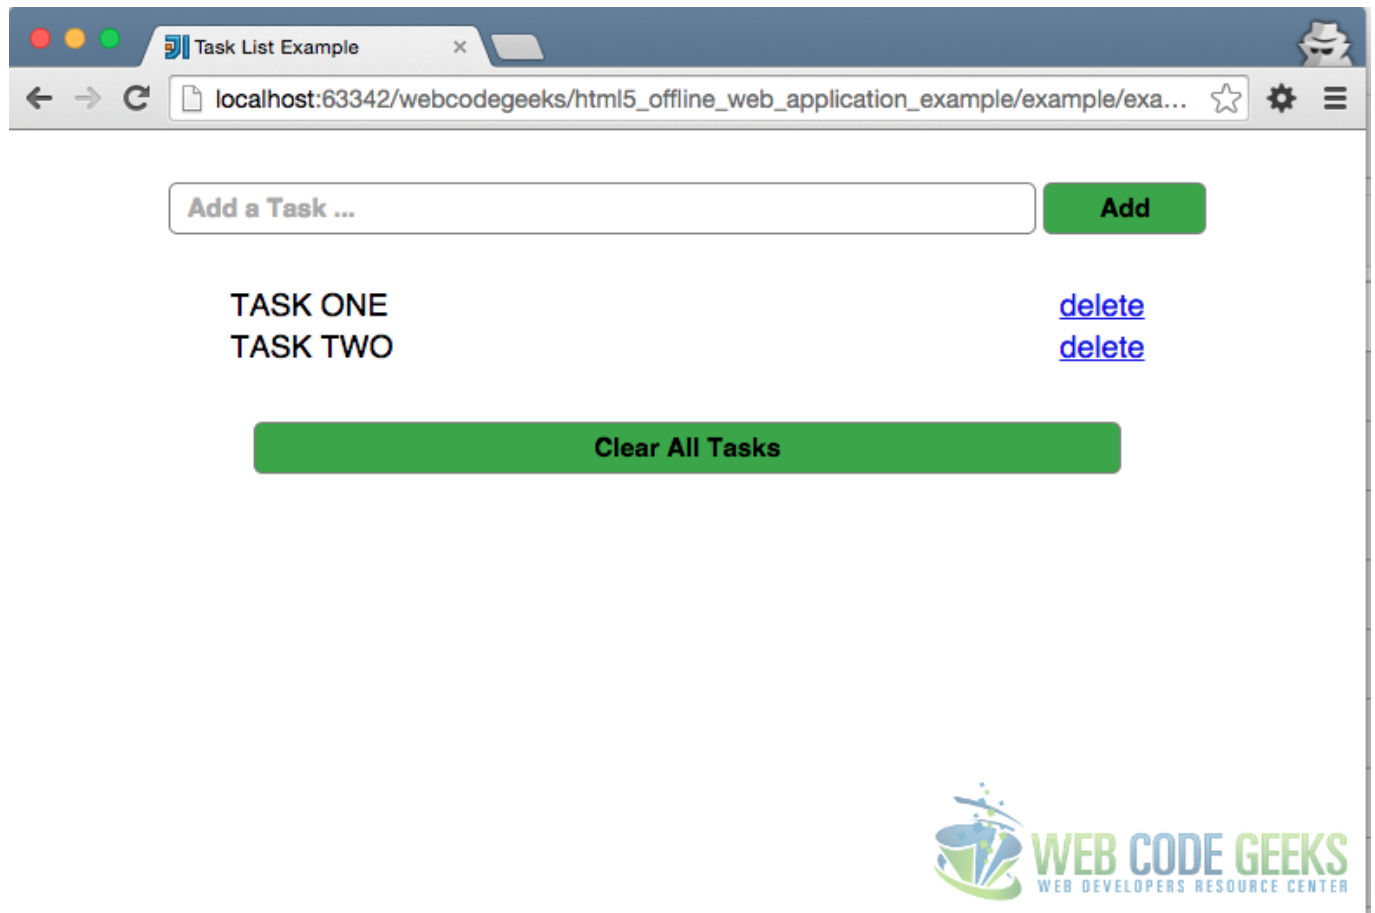 Task List Example
localhost:63342/webcodegeeks/html5_offline_web_application_example/example/exa...
Add a Task ...
Add
TASK ONE
delete
TASK TWO
delete
Clear All Tasks
WEB CODE GEEKS
WEB DEVELOPERS RESOURCE CENTER